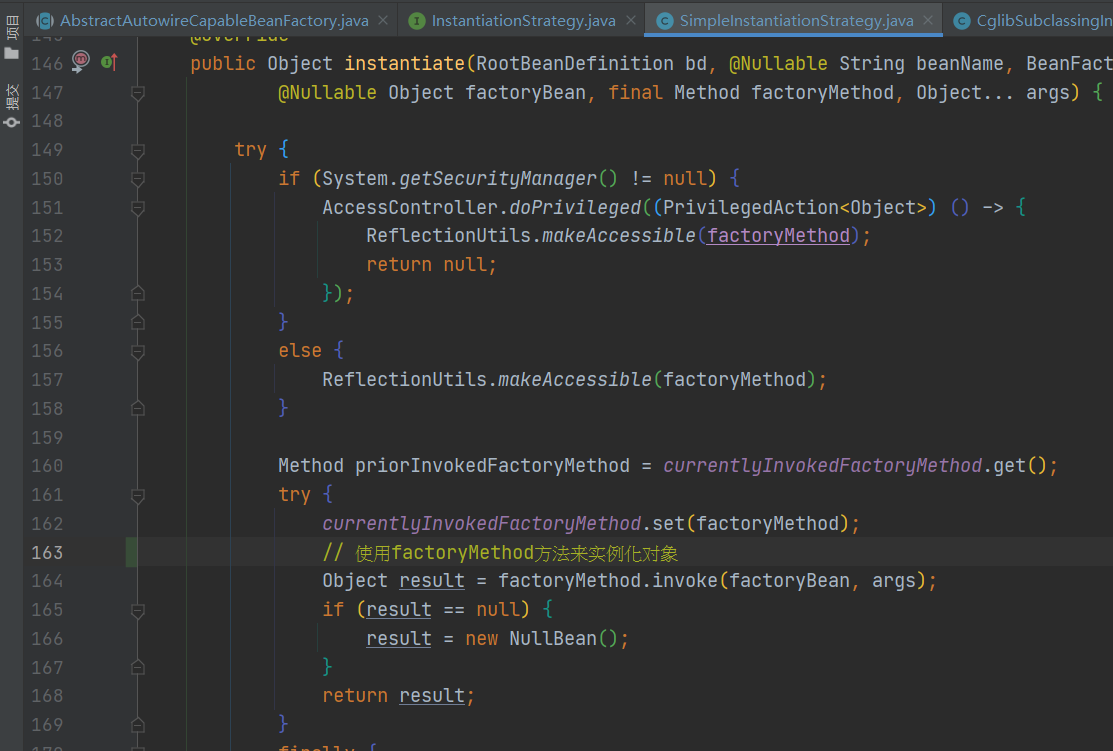 AbstractAutowireCapableBeanFactory.java × InstantiationStrategy.java × SimpleInstantiationStrategy.java × CglibSubclassingIn
项目
提交
@Override
146 public Object instantiate(RootBeanDefinition bd, @Nullable String beanName, BeanFact
147 @Nullable Object factoryBean, final Method factoryMethod, Object... args) {
148
149 try {
150 if (System.getSecurityManager() != null) {
151 AccessController.doPrivileged((PrivilegedAction<Object>) () -> {
152 ReflectionUtils.makeAccessible(factoryMethod);
153 return null;
154 });
155 }
156 else {
157 ReflectionUtils.makeAccessible(factoryMethod);
158 }
159
160 Method priorInvokedFactoryMethod = currentlyInvokedFactoryMethod.get();
161 try {
162 currentlyInvokedFactoryMethod.set(factoryMethod);
163 // 使用factoryMethod方法来实例化对象
164 Object result = factoryMethod.invoke(factoryBean, args);
165 if (result == null) {
166 result = new NullBean();
167 }
168 return result;
169 }
finally {